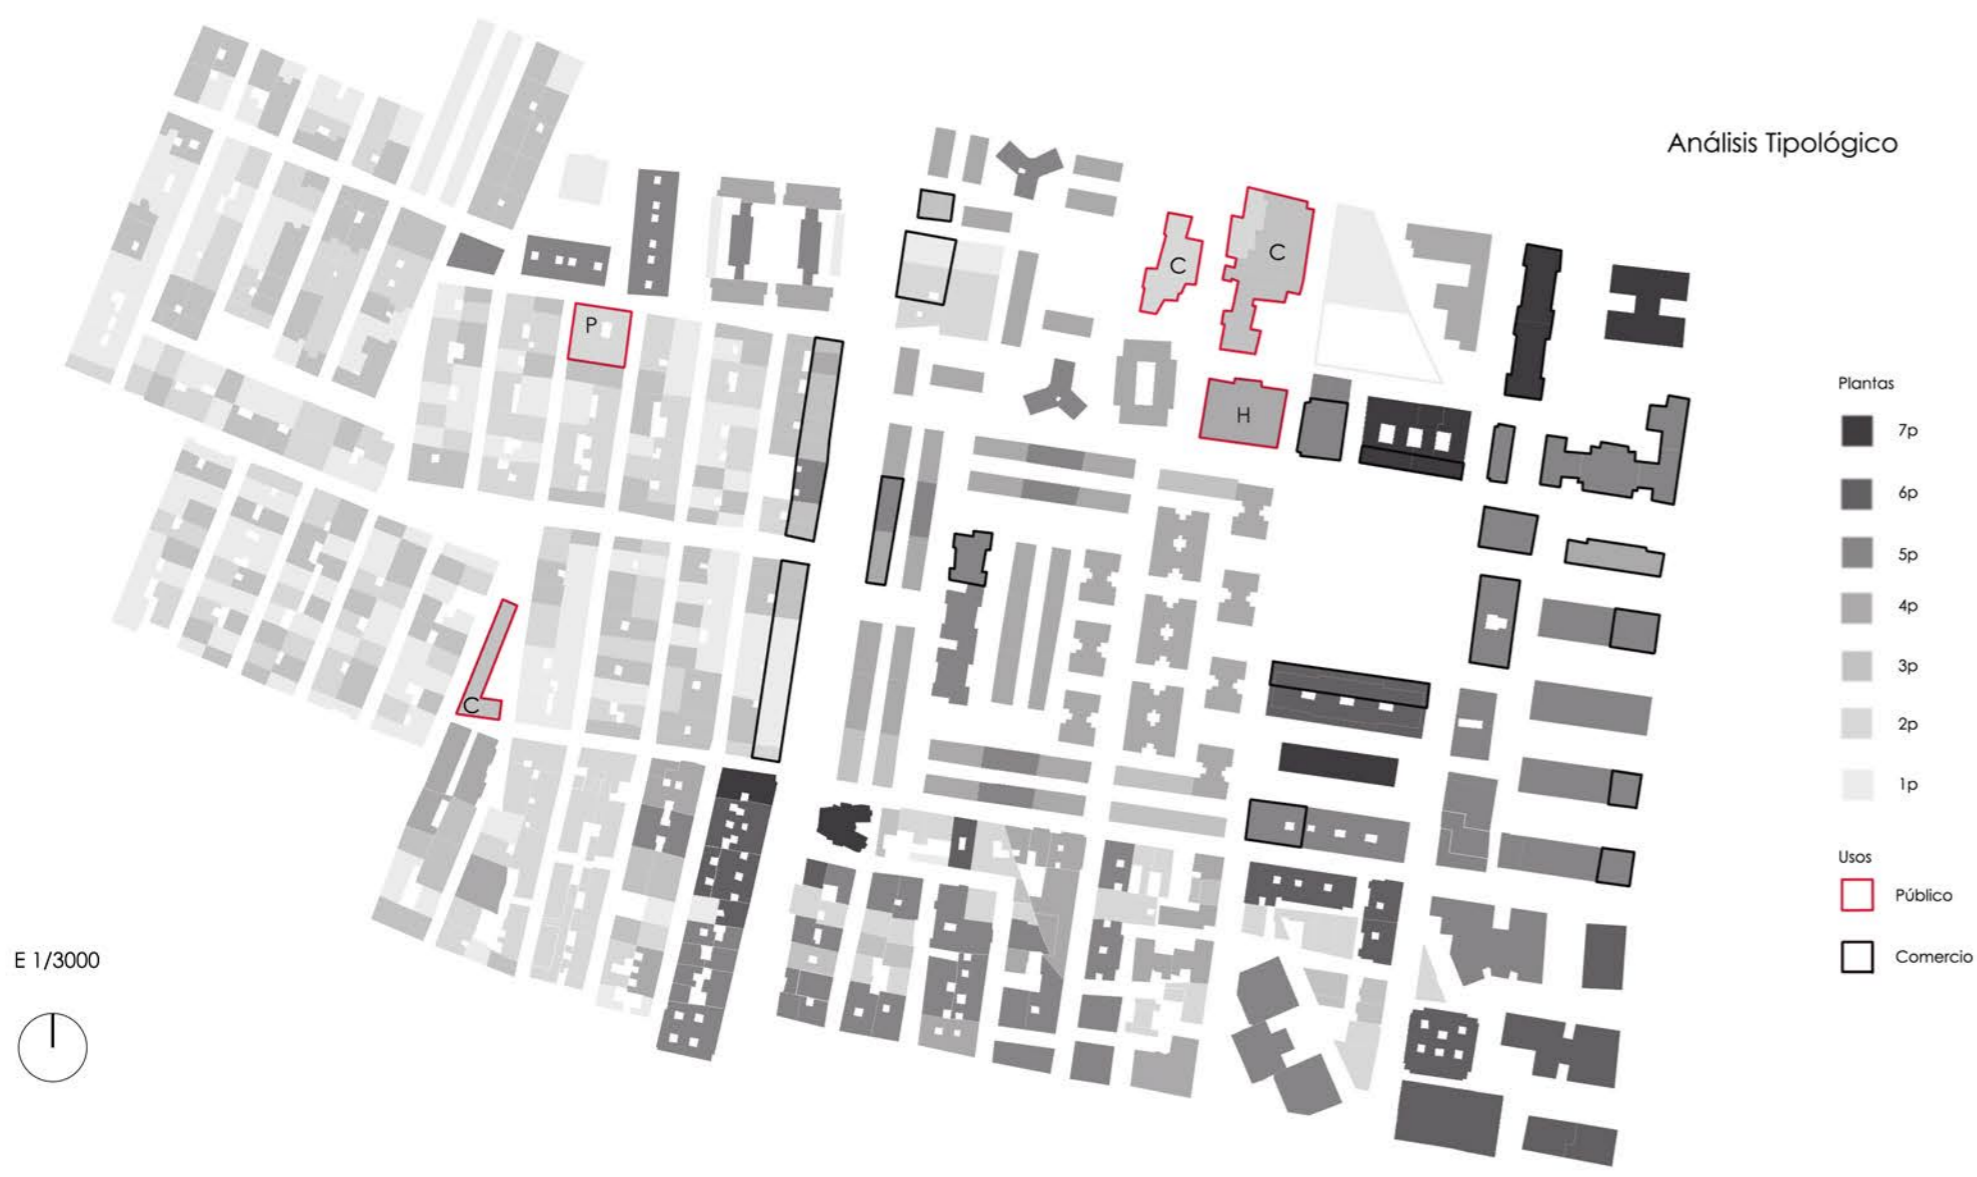 Análisis Tipológico
C
C
P
H
C
Plantas
7p
6p
5p
4p
3p
2p
1p
Usos
Público
Comercio
E 1/3000